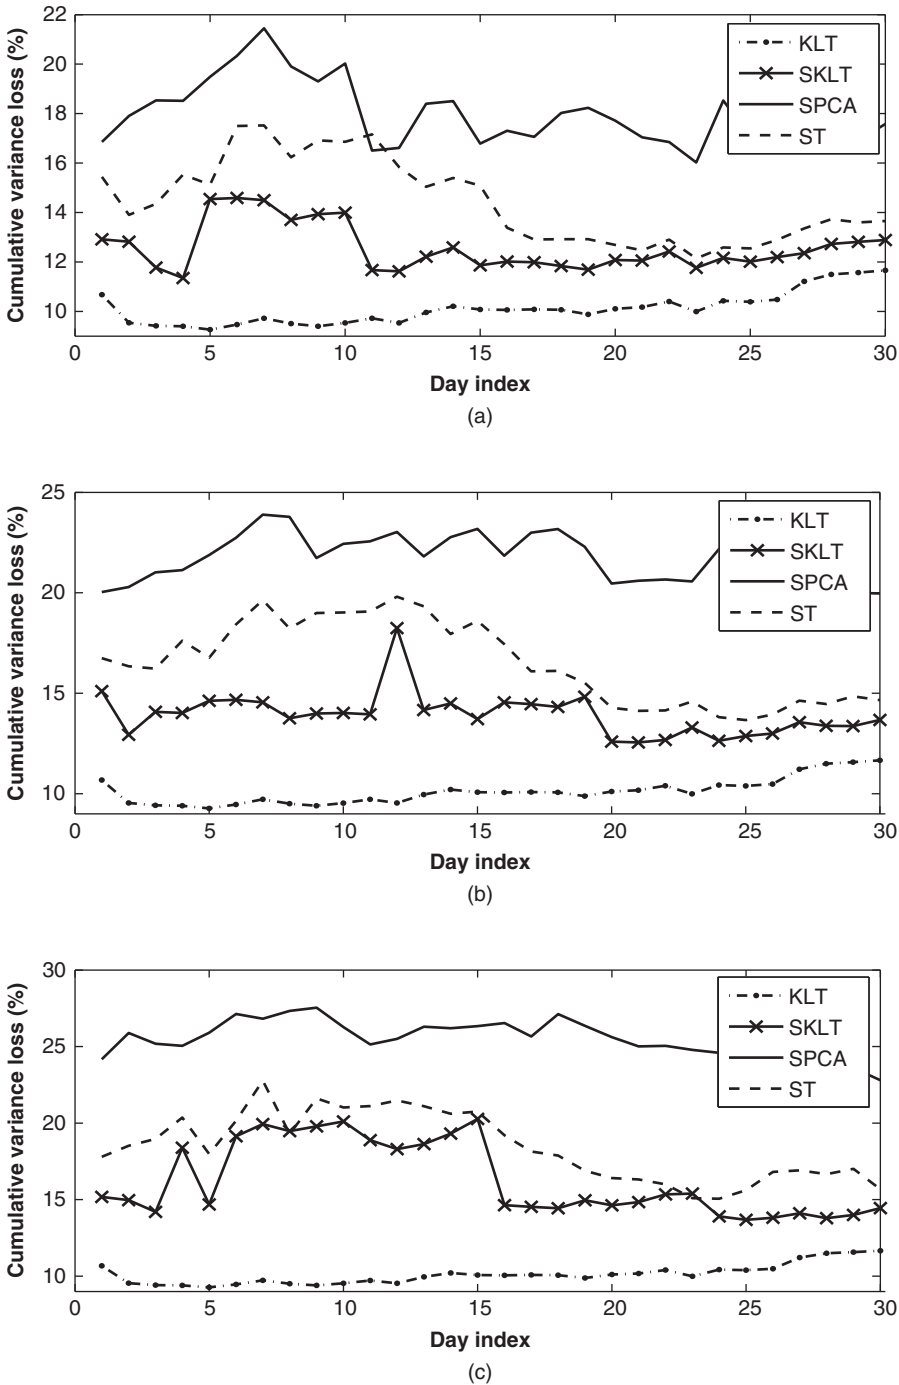 22
20
18
16
14
12
10
0 5 10 15 20 25 30
Cumulative variance loss (%)
KLT
SKLT
SPCA
ST
Day index
(a)
25
20
15
10
0 5 10 15 20 25 30
Cumulative variance loss (%)
KLT
SKLT
SPCA
ST
Day index
(b)
30
25
20
15
10
0 5 10 15 20 25 30
Cumulative variance loss (%)
KLT
SKLT
SPCA
ST
Day index
(c)